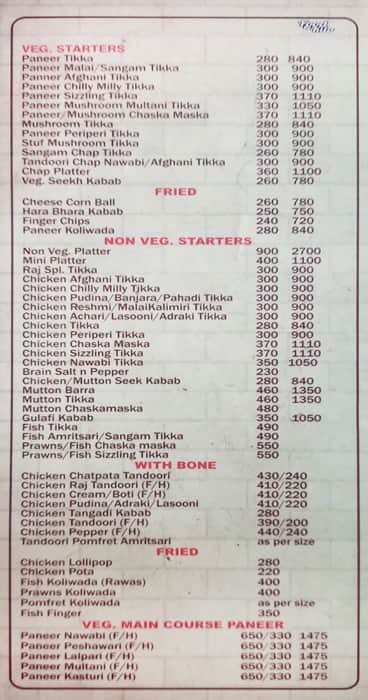 VEG. STARTERS
Paneer Tikka 280 840
Paneer Malai/Sangam Tikka 300 900
Panner Afghani Tikka 300 900
Paneer Chilly Milly Tikka 300 900
Paneer Sizzling Tikka 370 1110
Paneer Mushroom Multani Tikka 330 1050
Paneer/Mushroom Chaska Maska 370 1110
Mushroom Tikka 280 840
Paneer Periperi Tikka 300 900
Stuf Mushroom Tikka 300 900
Sangam Chap Tikka 260 780
Tandoori Chap Nawabi/Afghani Tikka 300 900
Chap Platter 360 1100
Veg. Seekh Kabab 260 780
FRIED
Cheese Corn Ball 260 780
Hara Bhara Kabab 250 750
Finger Chips 240 720
Paneer Koliwada 280 840
NON VEG. STARTERS
Non Veg. Platter 900 2700
Mini Platter 400 1100
Raj Spl. Tikka 300 900
Chicken Afghani Tikka 300 900
Chicken Chilly Milly Tikka 300 900
Chicken Pudina/Banjara/Pahadi Tikka 300 900
Chicken Reshmi/MalaiKalimiri Tikka 300 900
Chicken Achari/Lasooni/Adraki Tikka 300 900
Chicken Tikka 280 840
Chicken Periperi Tikka 300 900
Chicken Chaska Maska 370 1110
Chicken Sizzling Tikka 370 1110
Chicken Nawabi Tikka 350 1050
Brain Salt n Pepper 230
Chicken/Mutton Seek Kabab 280 840
Mutton Barra 460 1350
Mutton Tikka 460 1350
Mutton Chaskamaska 480
Gulafi Kabab 350 1050
Fish Tikka 490
Fish Amritsari/Sangam Tikka 490
Prawns/Fish Chaska maska 550
Prawns/Fish Sizzling Tikka 550
WITH BONE
Chicken Chatpata Tandoori 430/240
Chicken Raj Tandoori (F/H) 410/220
Chicken Cream/Boti (F/H) 410/220
Chicken Pudina/Adraki/Lasooni 410/220
Chicken Tangadi Kabab 280
Chicken Tandoori (F/H) 390/200
Chicken Pepper (F/H) 440/240
Tandoori Pomfret Amritsari as per size
FRIED
Chicken Lollipop 280
Chicken Pota 220
Fish Koliwada (Rawas) 400
Prawns Koliwada 400
Pomfret Koliwada as per size
Fish Finger 350
VEG. MAIN COURSE PANEER
Paneer Nawabi (F/H) 650/330 1475
Paneer Peshawari (F/H) 650/330 1475
Paneer Lalpari (F/H) 650/330 1475
Paneer Multani (F/H) 650/330 1475
Paneer Kasturi (F/H) 650/330 1475